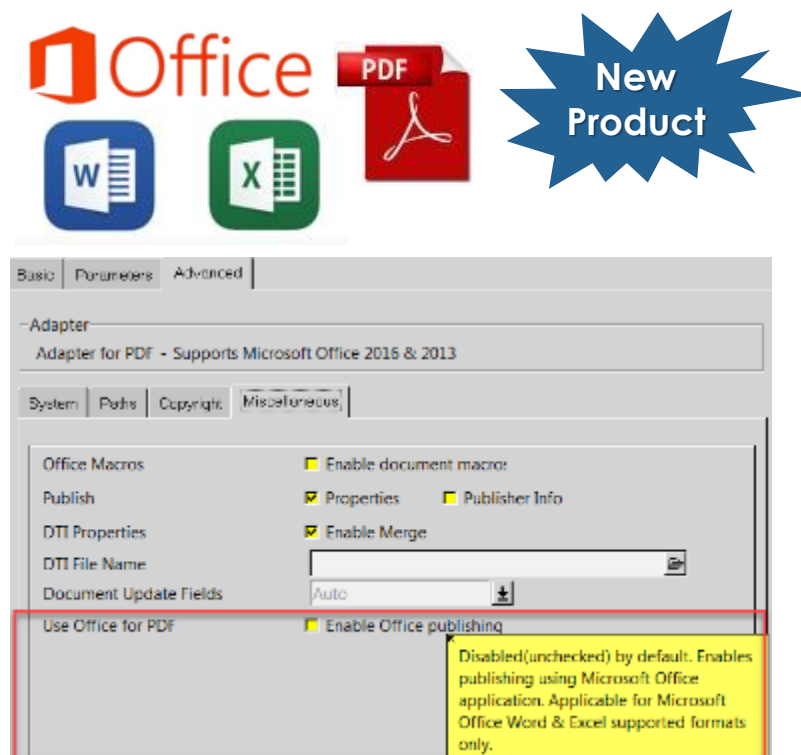 Office
PDF
New
Product
W
X
Basic Parameters Advanced
Adapter
Adapter for PDF - Supports Microsoft Office 2016 & 2013
System Paths Copyright Miscellaneous
Office Macros Enable document macros
Publish Properties Publisher Info
DTI Properties Enable Merge
DTI File Name
Document Update Fields Auto
Use Office for PDF Enable Office publishing
Disabled(unchecked) by default. Enables
publishing using Microsoft Office
application. Applicable for Microsoft
Office Word & Excel supported formats
only.